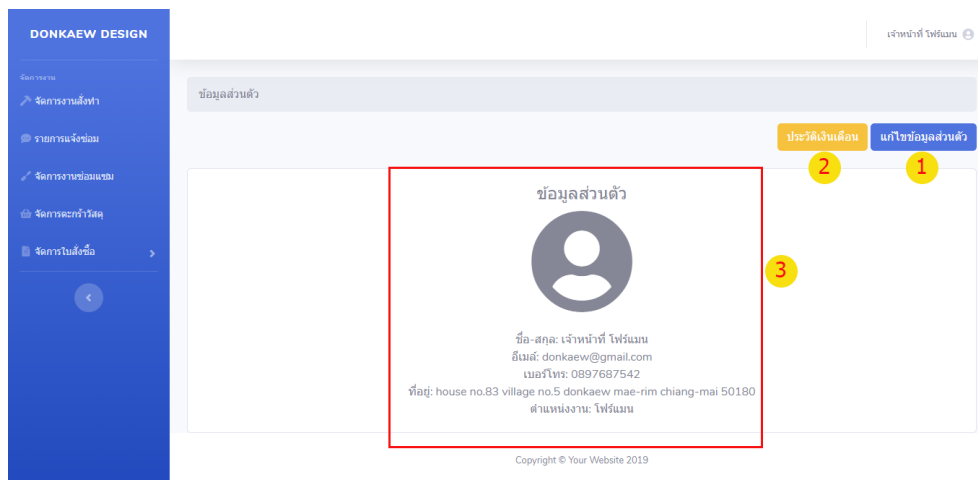 DONKAEW DESIGN
เจ้าหน้าที่ โฟร์แมน
จัดการงาน
จัดการงานสั่งทำ
รายการแจ้งซ่อม
จัดการงานซ่อมแซม
จัดการตะกร้าวัสดุ
จัดการใบสั่งซื้อ
ข้อมูลส่วนตัว
ประวัติเงินเดือน
แก้ไขข้อมูลส่วนตัว
2
1
ข้อมูลส่วนตัว
3
ชื่อ-สกุล: เจ้าหน้าที่ โฟร์แมน
อีเมล์: donkaew@gmail.com
เบอร์โทร: 0897687542
ที่อยู่: house no.83 village no.5 donkaew mae-rim chiang-mai 50180
ตำแหน่งงาน: โฟร์แมน
Copyright © Your Website 2019